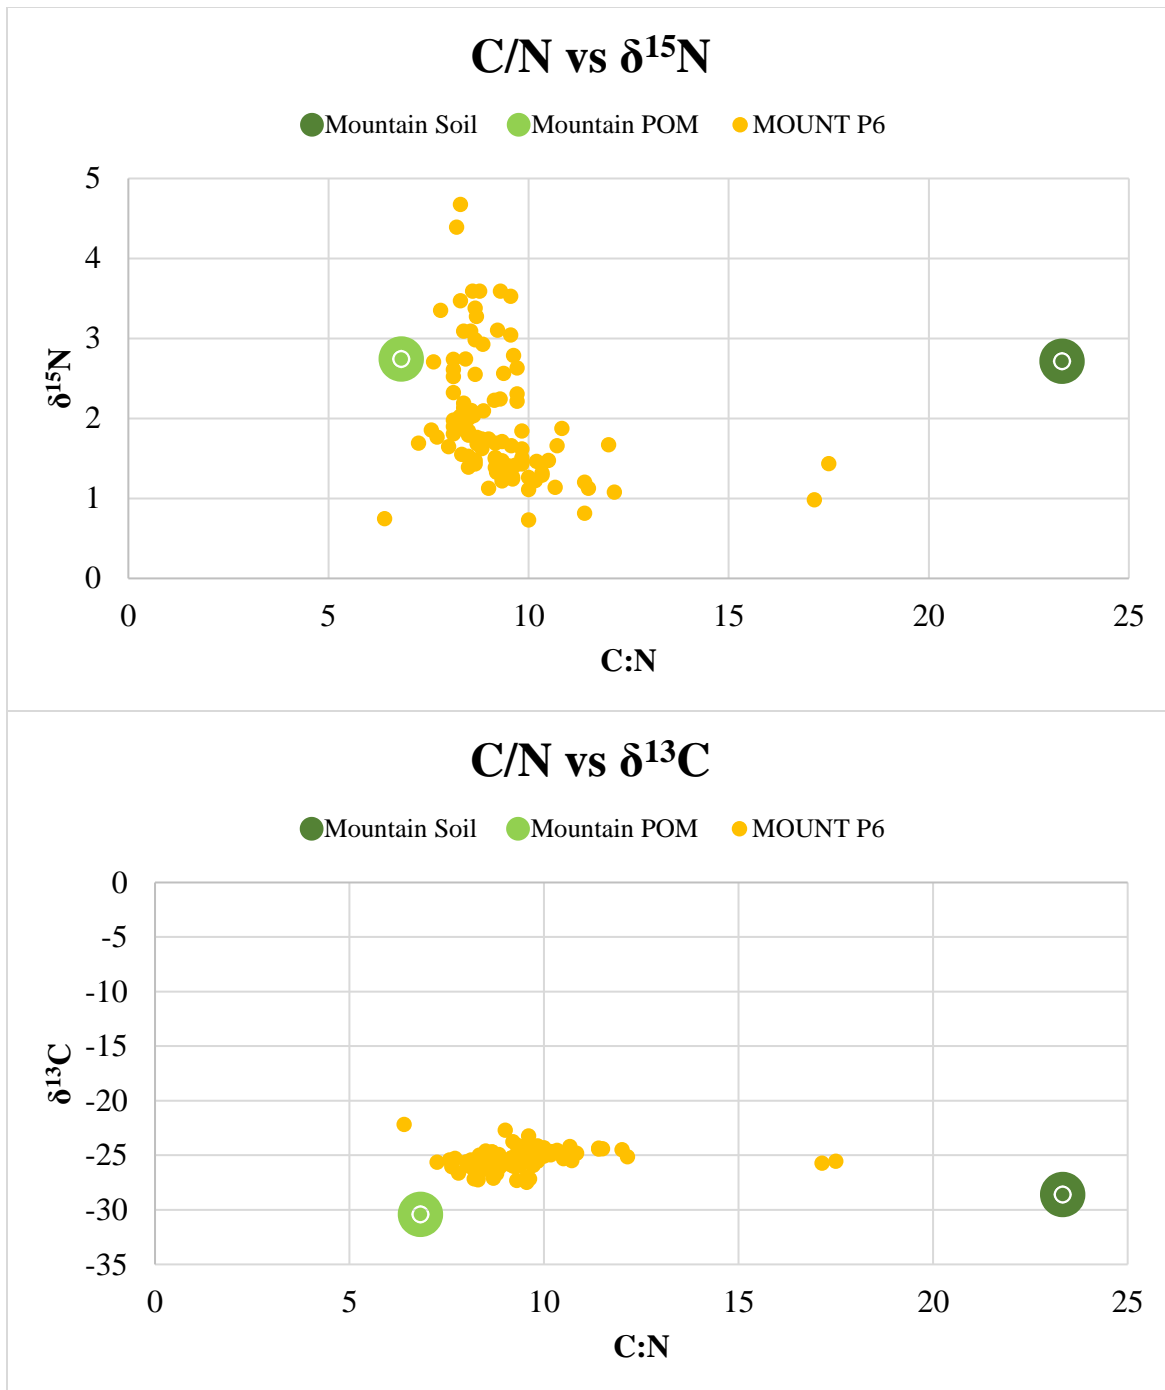 C/N vs δ¹⁵N
Mountain Soil Mountain POM MOUNT P6
5
4
3
2
1
0
δ¹⁵N
0 5 10 15 20 25
C:N
C/N vs δ¹³C
Mountain Soil Mountain POM MOUNT P6
0
-5
-10
-15
-20
-25
-30
-35
δ¹³C
0 5 10 15 20 25
C:N